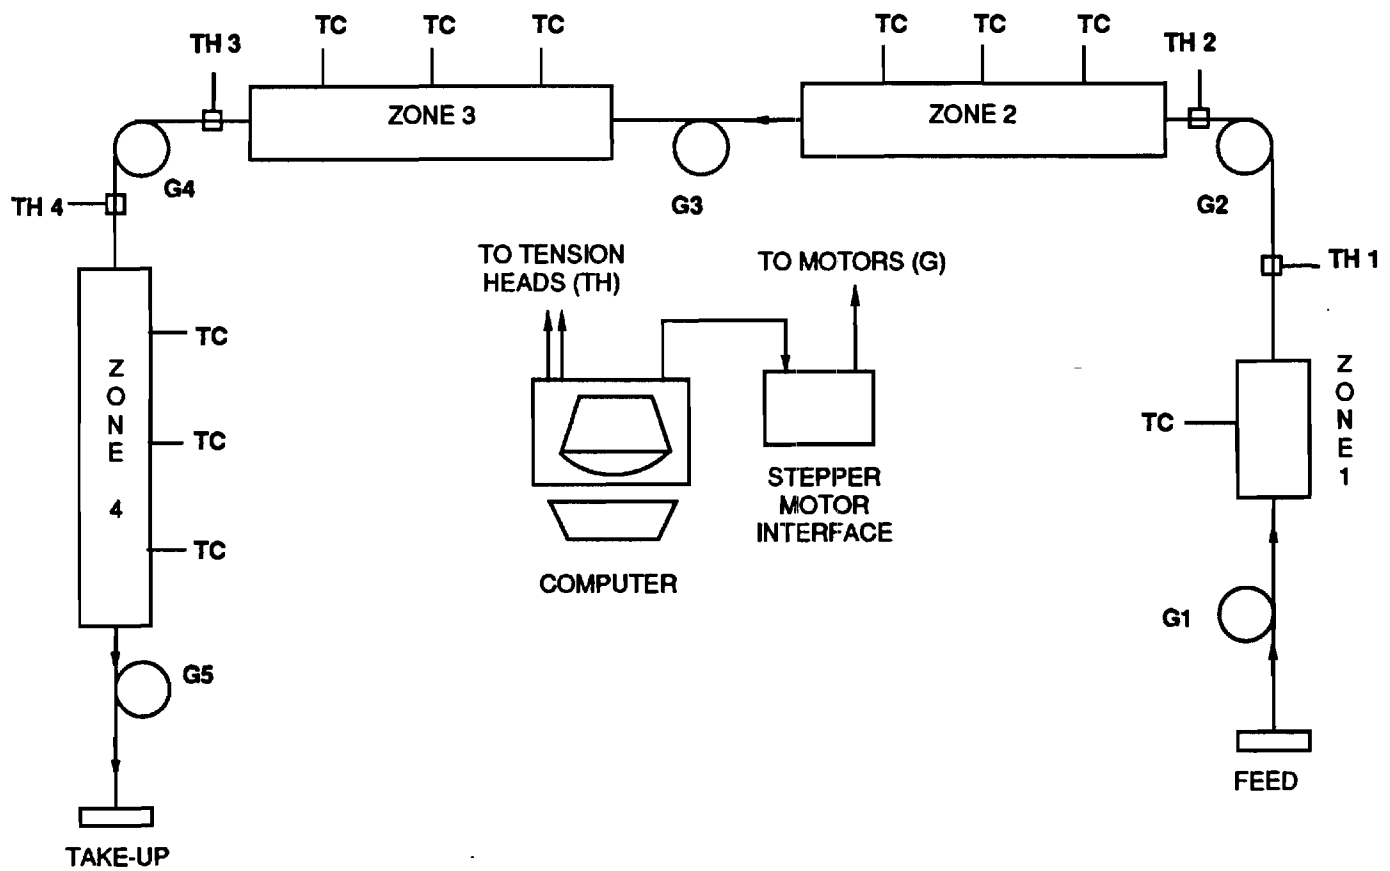 TC TC TC TC TC TC
TH 3 TH 2
ZONE 3 ZONE 2
G4 G3 G2
TH 4
TO TENSION
HEADS (TH)
TO MOTORS (G)
TH 1
TC
ZONE 4
TC
TC
ZONE 1
TC
STEPPER
MOTOR
INTERFACE
COMPUTER
G1
G5
FEED
TAKE-UP